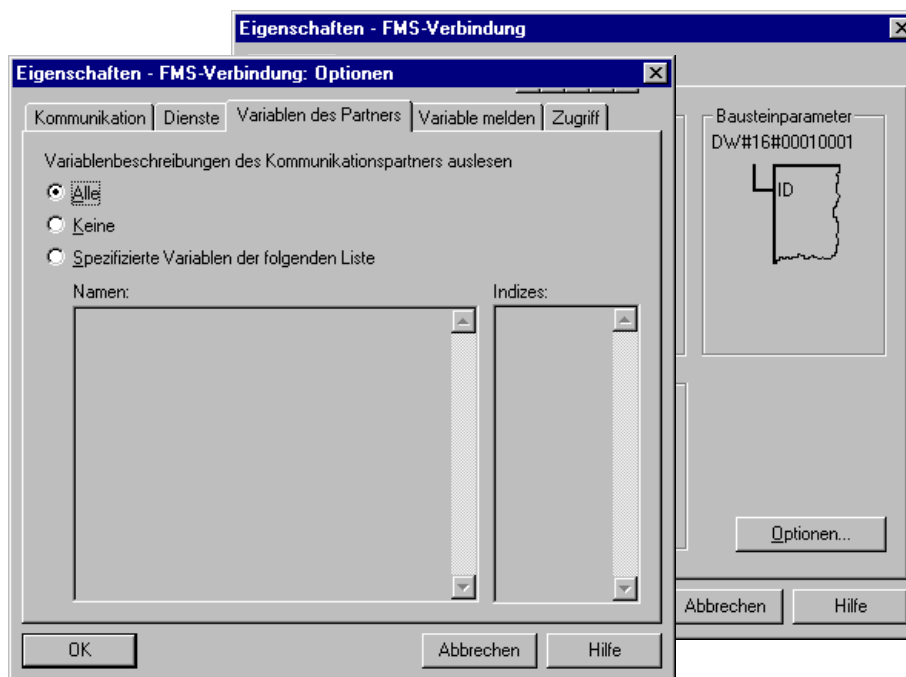 Eigenschaften - FMS-Verbindung
Eigenschaften - FMS-Verbindung: Optionen
Kommunikation Dienste Variablen des Partners Variable melden Zugriff
Variablenbeschreibungen des Kommunikationspartners auslesen
Alle
Keine
Spezifizierte Variablen der folgenden Liste
Namen: Indizes:
OK Abbrechen Hilfe
Bausteinparameter
DW#16#00010001
ID
Optionen...
Abbrechen Hilfe